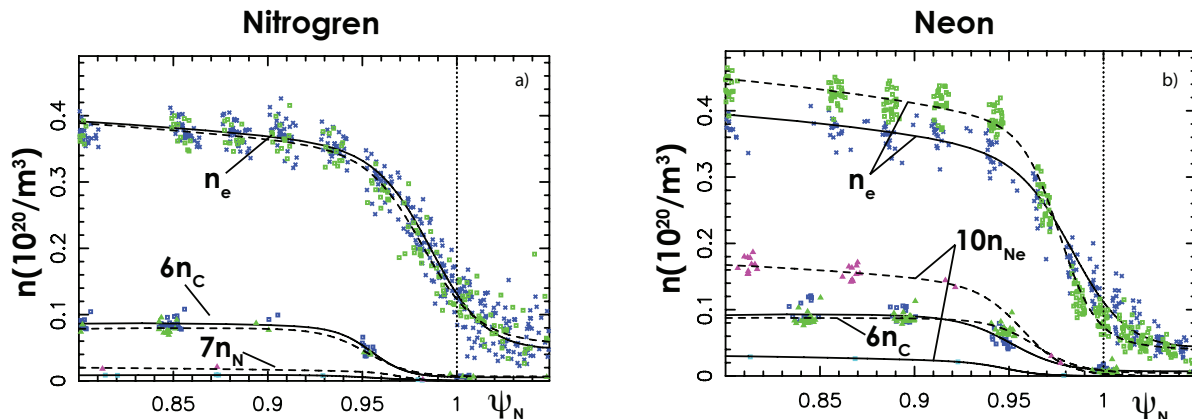 Nitrogren
a)
n(10²⁰/m³)
0.4
0.3
0.2
0.1
0
n_e
6n_C
7n_N
0.85
0.9
0.95
1
ψ_N
Neon
b)
n(10²⁰/m³)
0.4
0.3
0.2
0.1
0
n_e
10n_Ne
6n_C
0.85
0.9
0.95
1
ψ_N